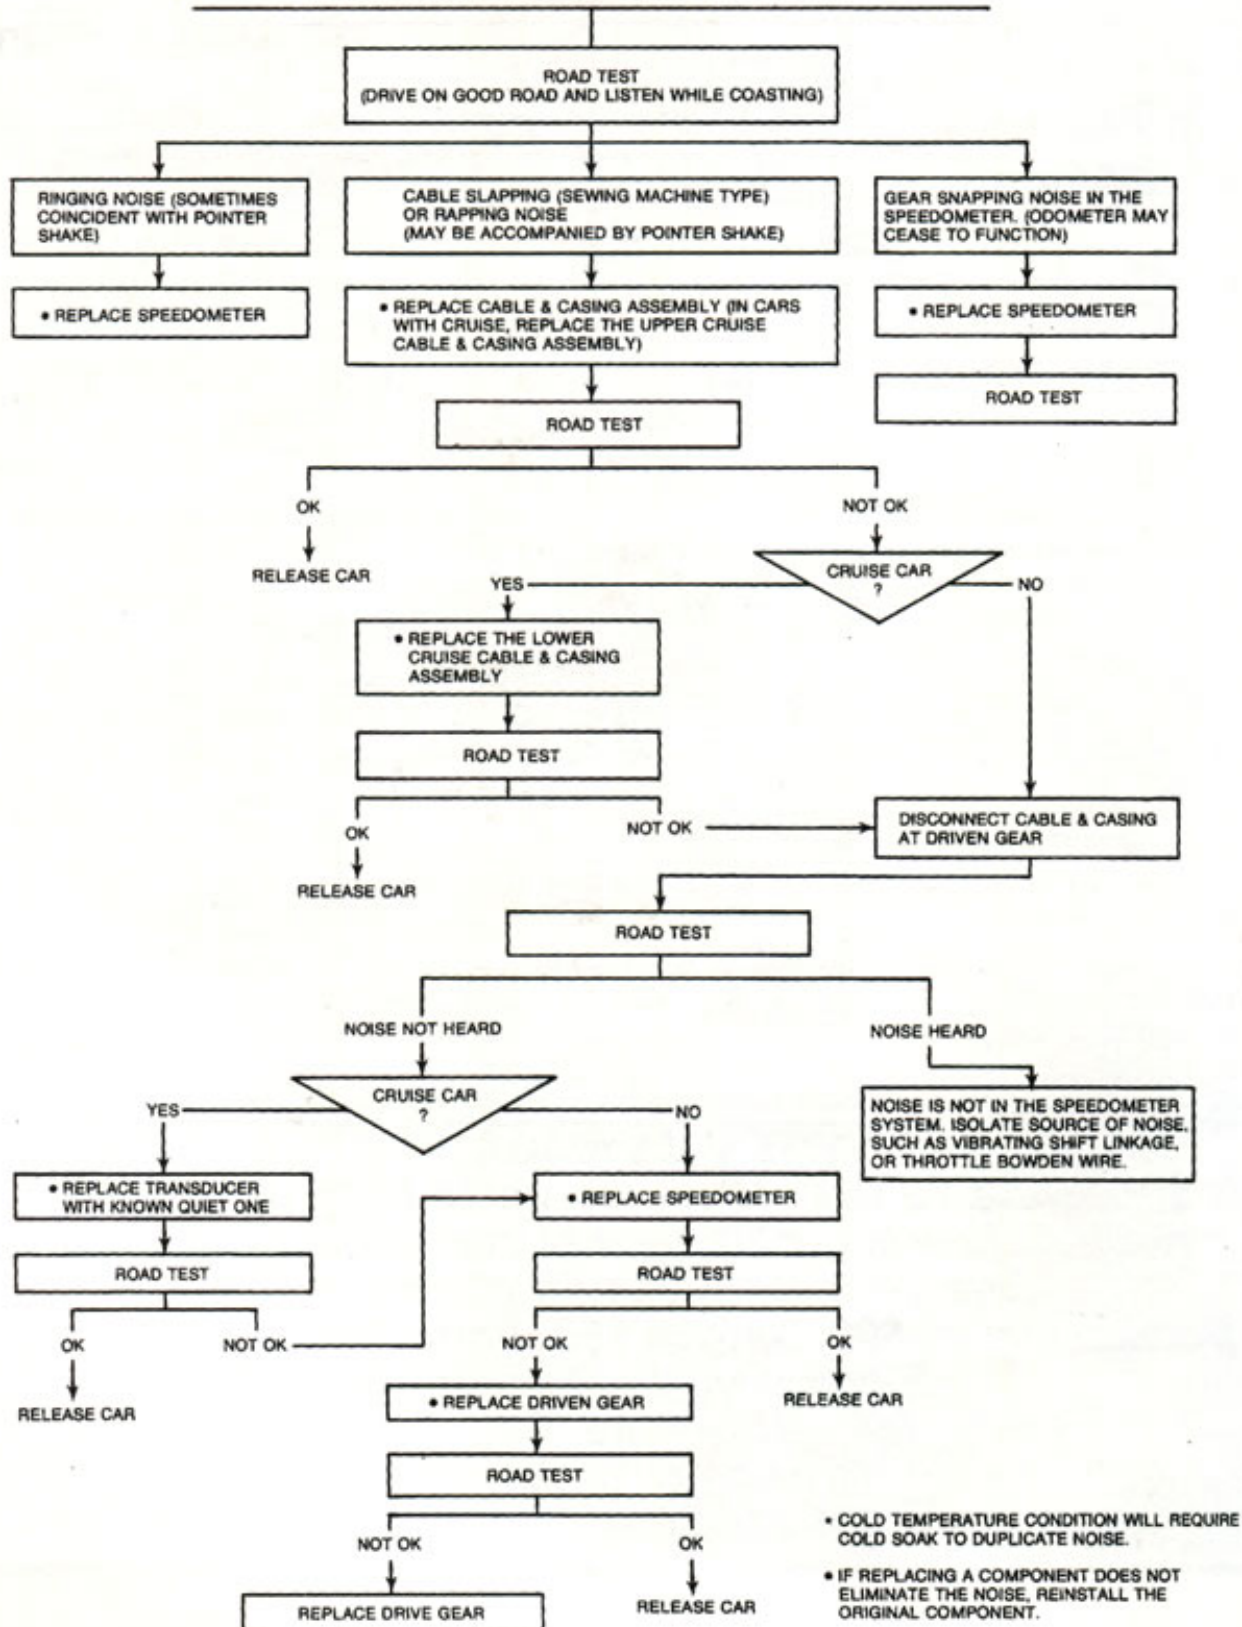 ROAD TEST
(DRIVE ON GOOD ROAD AND LISTEN WHILE COASTING)
RINGING NOISE (SOMETIMES
COINCIDENT WITH POINTER
SHAKE)
CABLE SLAPPING (SEWING MACHINE TYPE)
OR RAPPING NOISE
(MAY BE ACCOMPANIED BY POINTER SHAKE)
GEAR SNAPPING NOISE IN THE
SPEEDOMETER. (ODOMETER MAY
CEASE TO FUNCTION)
• REPLACE SPEEDOMETER
• REPLACE CABLE & CASING ASSEMBLY (IN CARS
WITH CRUISE, REPLACE THE UPPER CRUISE
CABLE & CASING ASSEMBLY)
• REPLACE SPEEDOMETER
ROAD TEST
ROAD TEST
OK
NOT OK
RELEASE CAR
CRUISE CAR
?
YES
NO
• REPLACE THE LOWER
CRUISE CABLE & CASING
ASSEMBLY
ROAD TEST
OK
NOT OK
DISCONNECT CABLE & CASING
AT DRIVEN GEAR
RELEASE CAR
ROAD TEST
NOISE NOT HEARD
NOISE HEARD
CRUISE CAR
?
YES
NO
NOISE IS NOT IN THE SPEEDOMETER
SYSTEM. ISOLATE SOURCE OF NOISE,
SUCH AS VIBRATING SHIFT LINKAGE,
OR THROTTLE BOWDEN WIRE.
• REPLACE TRANSDUCER
WITH KNOWN QUIET ONE
• REPLACE SPEEDOMETER
ROAD TEST
ROAD TEST
OK
NOT OK
NOT OK
OK
RELEASE CAR
• REPLACE DRIVEN GEAR
RELEASE CAR
ROAD TEST
NOT OK
OK
REPLACE DRIVE GEAR
RELEASE CAR
• COLD TEMPERATURE CONDITION WILL REQUIRE
COLD SOAK TO DUPLICATE NOISE.
• IF REPLACING A COMPONENT DOES NOT
ELIMINATE THE NOISE, REINSTALL THE
ORIGINAL COMPONENT.